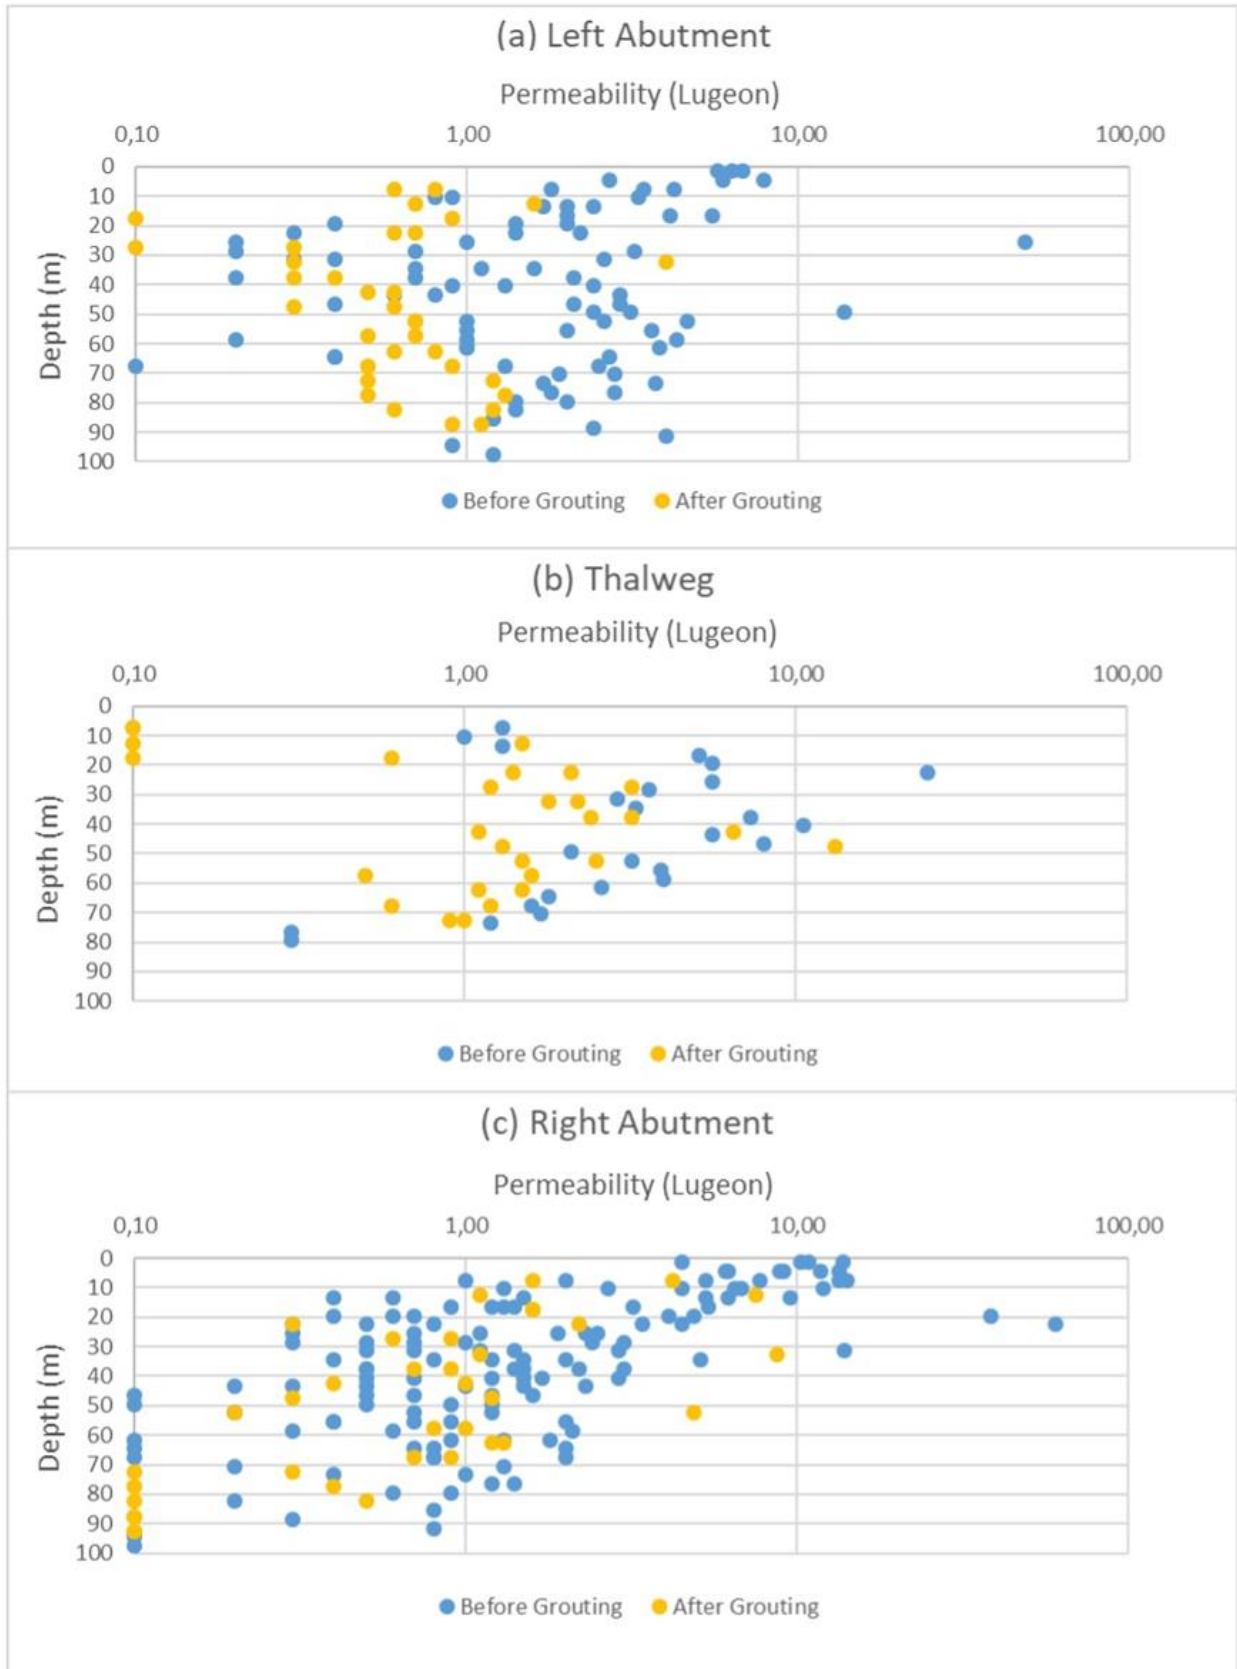 (a) Left Abutment
Permeability (Lugeon)
0,10 1,00 10,00 100,00
Depth (m)
0
10
20
30
40
50
60
70
80
90
100
Before Grouting After Grouting
(b) Thalweg
Permeability (Lugeon)
0,10 1,00 10,00 100,00
Depth (m)
0
10
20
30
40
50
60
70
80
90
100
Before Grouting After Grouting
(c) Right Abutment
Permeability (Lugeon)
0,10 1,00 10,00 100,00
Depth (m)
0
10
20
30
40
50
60
70
80
90
100
Before Grouting After Grouting